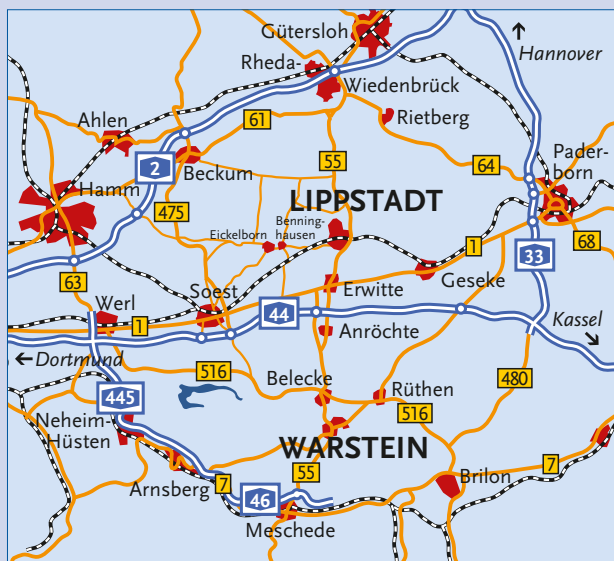 Gütersloh
Rheda-
Wiedenbrück
↑
Hannover
Ahlen
61
Rietberg
2
Beckum
55
64
Pader-
born
Hamm
475
LIPPSTADT
Eickelborn
Benning-
hausen
1
33
68
63
Soest
Erwitte
Geseke
Werl
1
44
Anröchte
Kassel
↘
← Dortmund
516
480
445
Belecke
Rüthen
516
Neheim-
Hüsten
WARSTEIN
Arnsberg
7
55
46
Meschede
Brilon
7